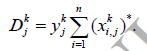 D_j^k = y_j^k \sum_{i=1}^{n} (x_{i,j}^k)^*.